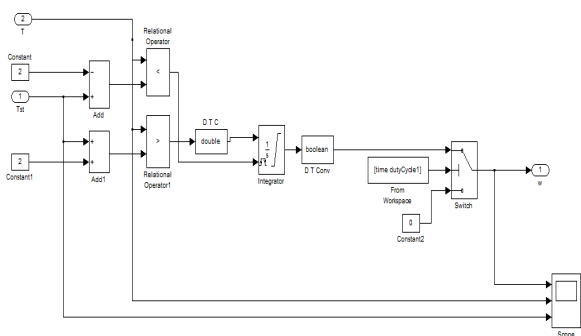 2
T
Relational
Operator
<
Constant
2
−
+
Add
1
Tst
D T C
double
>
Relational
Operator1
+
+
Add1
2
Constant1
1
s
Integrator
boolean
D T Conv
[time dutyCycle1]
From
Workspace
0
Constant2
Switch
1
w
Scope